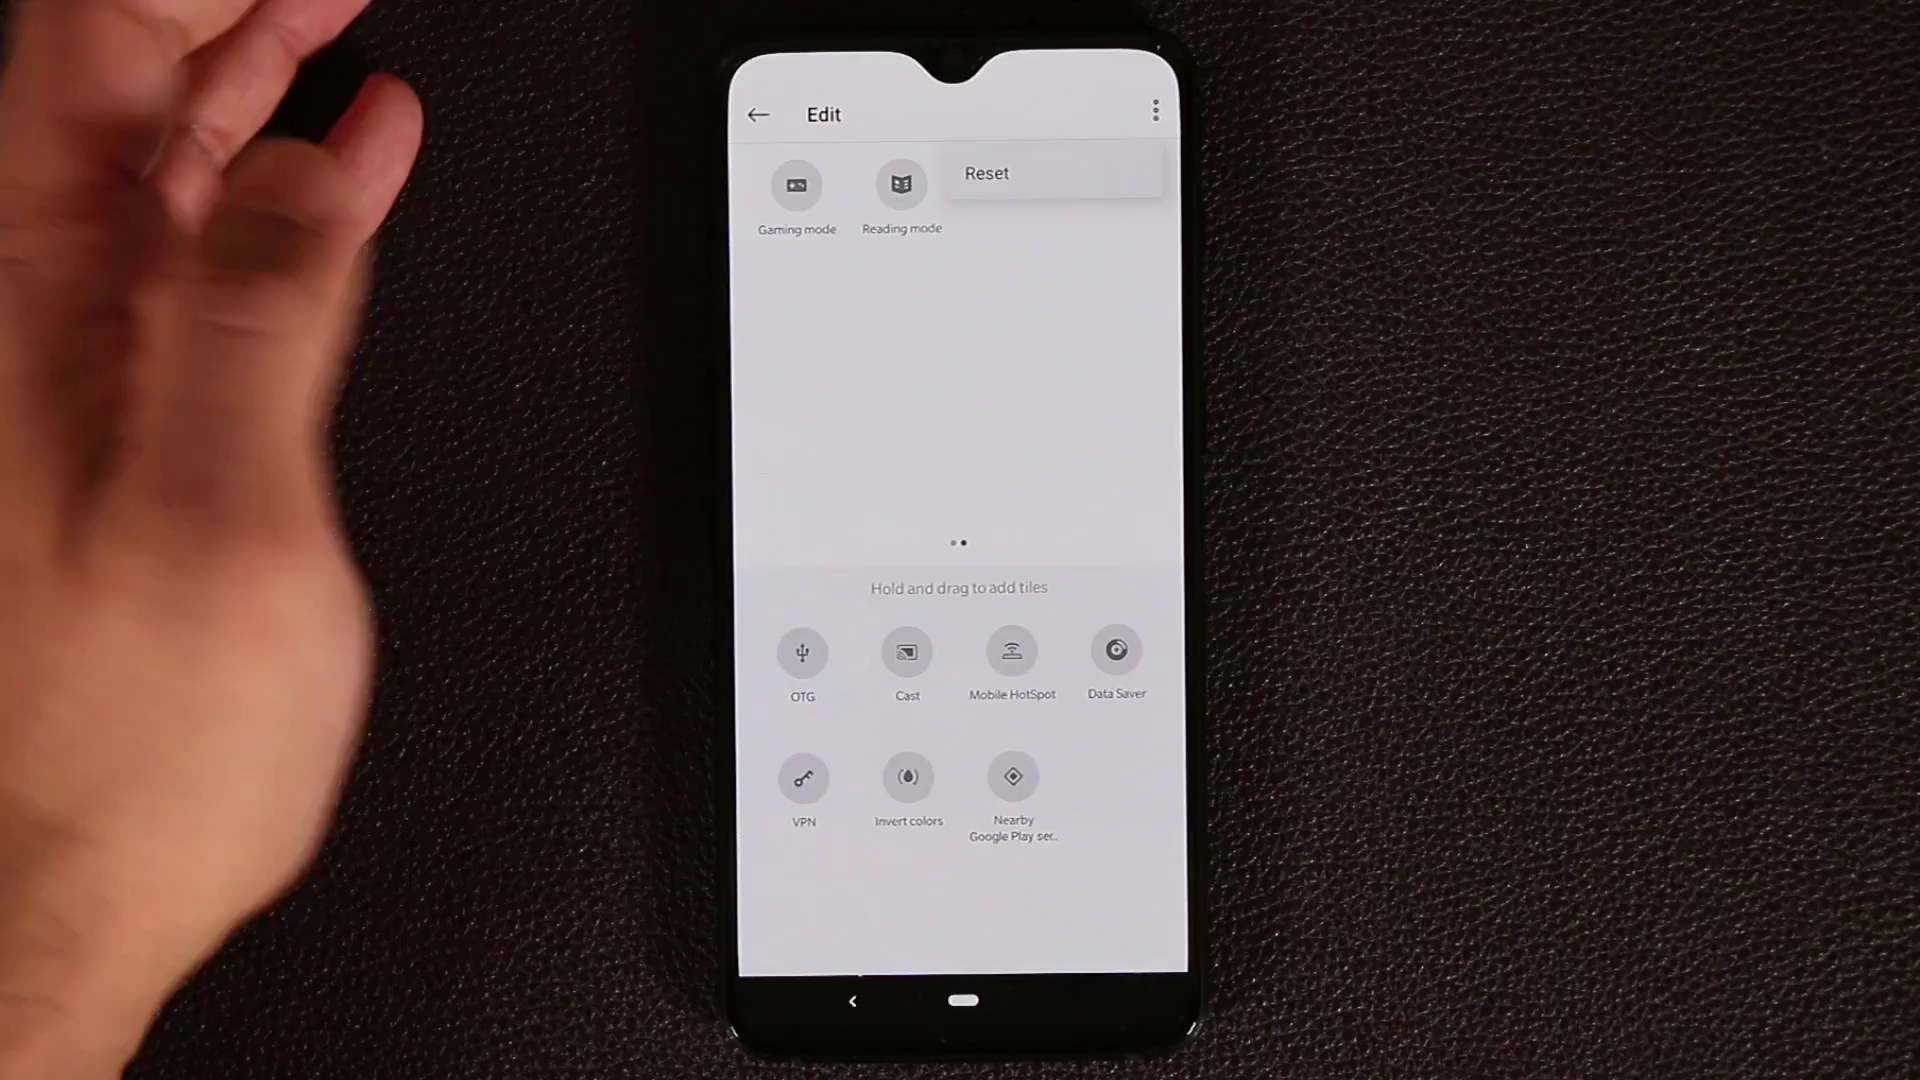 Edit
Reset
Gaming mode
Reading mode
Hold and drag to add tiles
OTG
Cast
Mobile HotSpot
Data Saver
VPN
Invert colors
Nearby
Google Play ser..